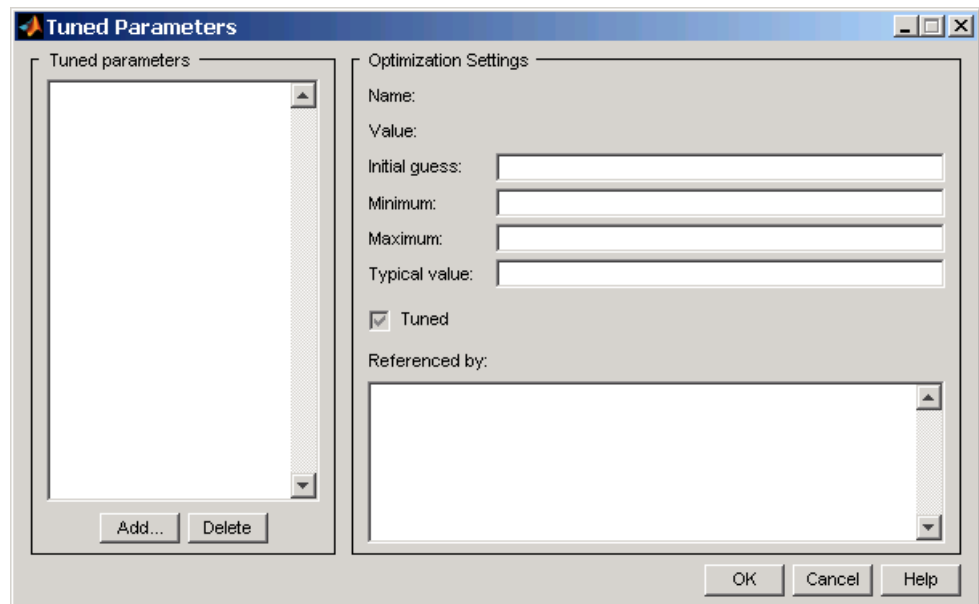 Tuned Parameters
Tuned parameters
Add...
Delete
Optimization Settings
Name:
Value:
Initial guess:
Minimum:
Maximum:
Typical value:
Tuned
Referenced by:
OK
Cancel
Help